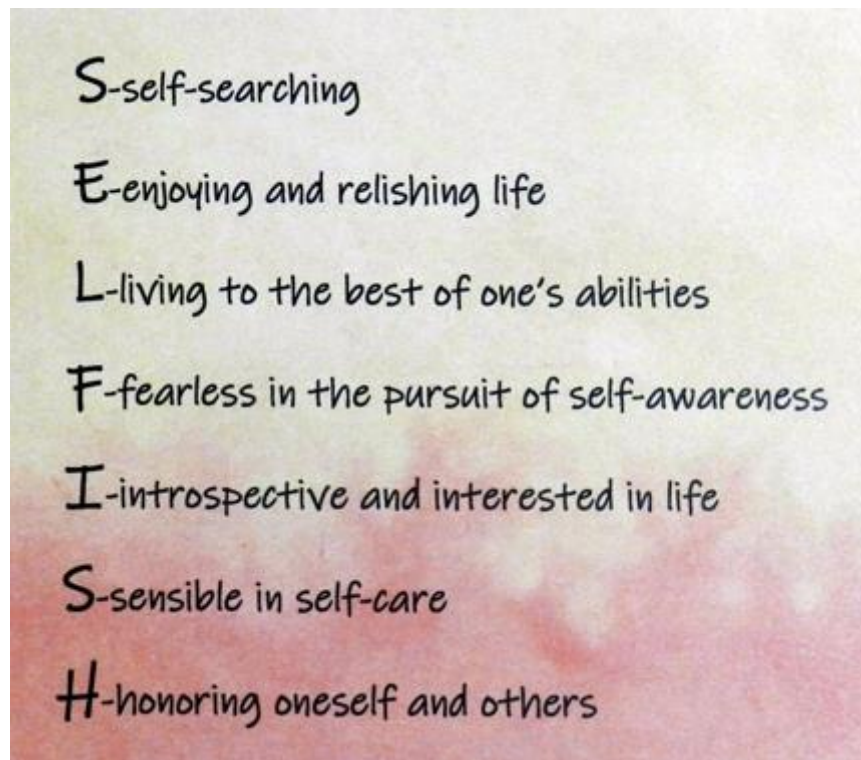 S-self-searching
E-enjoying and relishing life
L-living to the best of one's abilities
F-fearless in the pursuit of self-awareness
I-introspective and interested in life
S-sensible in self-care
H-honoring oneself and others